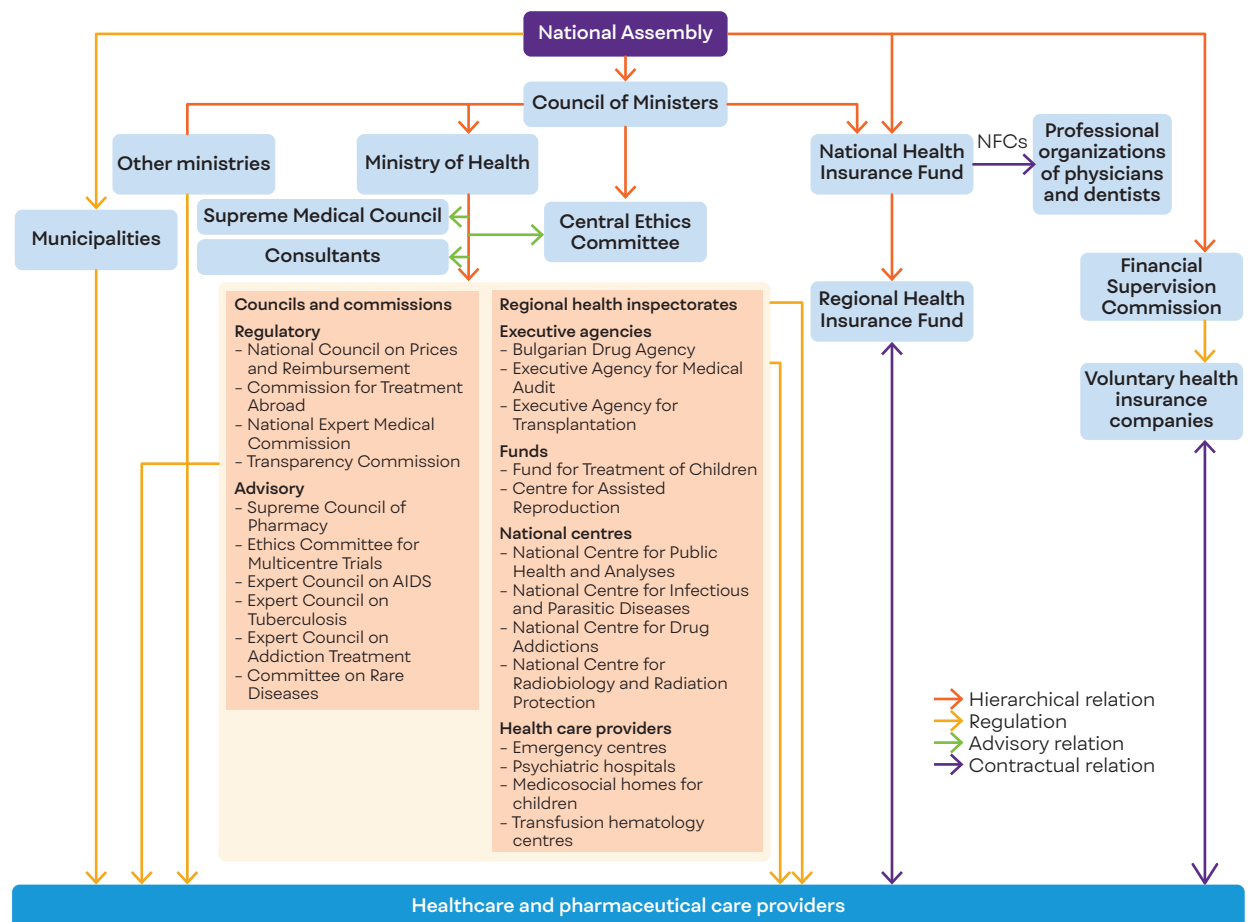 National Assembly
Council of Ministers
Other ministries
Ministry of Health
National Health
Insurance Fund
NFCs
Professional
organizations
of physicians
and dentists
Municipalities
Supreme Medical Council
Consultants
Central Ethics
Committee
Financial
Supervision
Commission
Regional Health
Insurance Fund
Voluntary health
insurance
companies
Councils and commissions
Regulatory
– National Council on Prices
and Reimbursement
– Commission for Treatment
Abroad
– National Expert Medical
Commission
– Transparency Commission
Advisory
– Supreme Council of
Pharmacy
– Ethics Committee for
Multicentre Trials
– Expert Council on AIDS
– Expert Council on
Tuberculosis
– Expert Council on
Addiction Treatment
– Committee on Rare
Diseases
Regional health inspectorates
Executive agencies
– Bulgarian Drug Agency
– Executive Agency for Medical
Audit
– Executive Agency for
Transplantation
Funds
– Fund for Treatment of Children
– Centre for Assisted
Reproduction
National centres
– National Centre for Public
Health and Analyses
– National Centre for Infectious
and Parasitic Diseases
– National Centre for Drug
Addictions
– National Centre for
Radiobiology and Radiation
Protection
Health care providers
– Emergency centres
– Psychiatric hospitals
– Medicosocial homes for
children
– Transfusion hematology
centres
Hierarchical relation
Regulation
Advisory relation
Contractual relation
Healthcare and pharmaceutical care providers